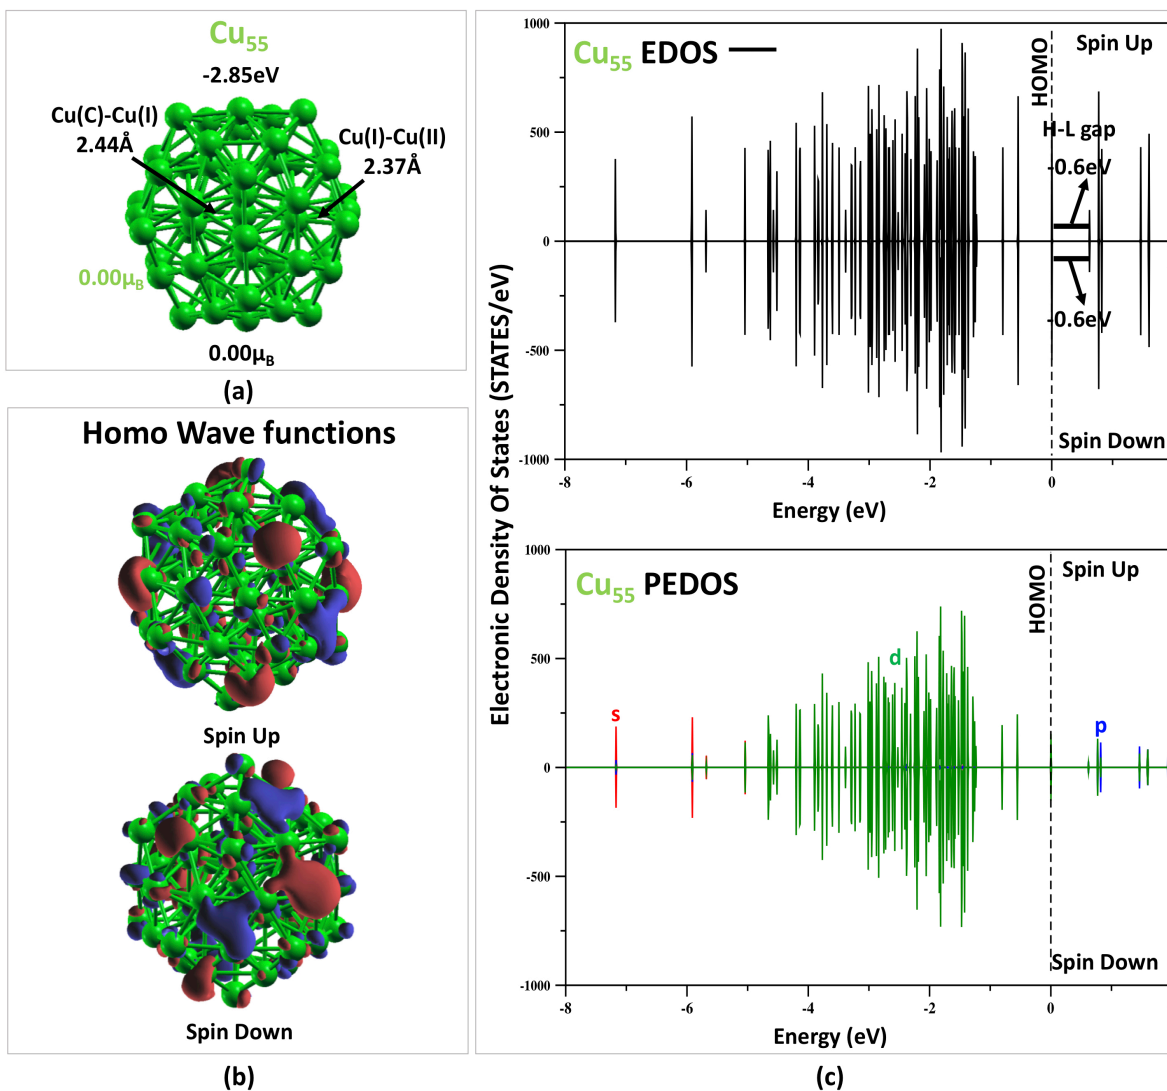 Cu₅₅
-2.85eV
Cu(C)-Cu(I)
2.44Å
Cu(I)-Cu(II)
2.37Å
0.00μ_B
0.00μ_B
(a)
Homo Wave functions
Spin Up
Spin Down
(b)
Electronic Density Of States (STATES/eV)
1000
500
0
-500
-1000
Cu₅₅ EDOS
HOMO
Spin Up
H-L gap
-0.6eV
-0.6eV
Spin Down
-8 -6 -4 -2 0
Energy (eV)
1000
500
0
-500
-1000
Cu₅₅ PEDOS
HOMO
Spin Up
d
s
p
Spin Down
-8 -6 -4 -2 0
Energy (eV)
(c)